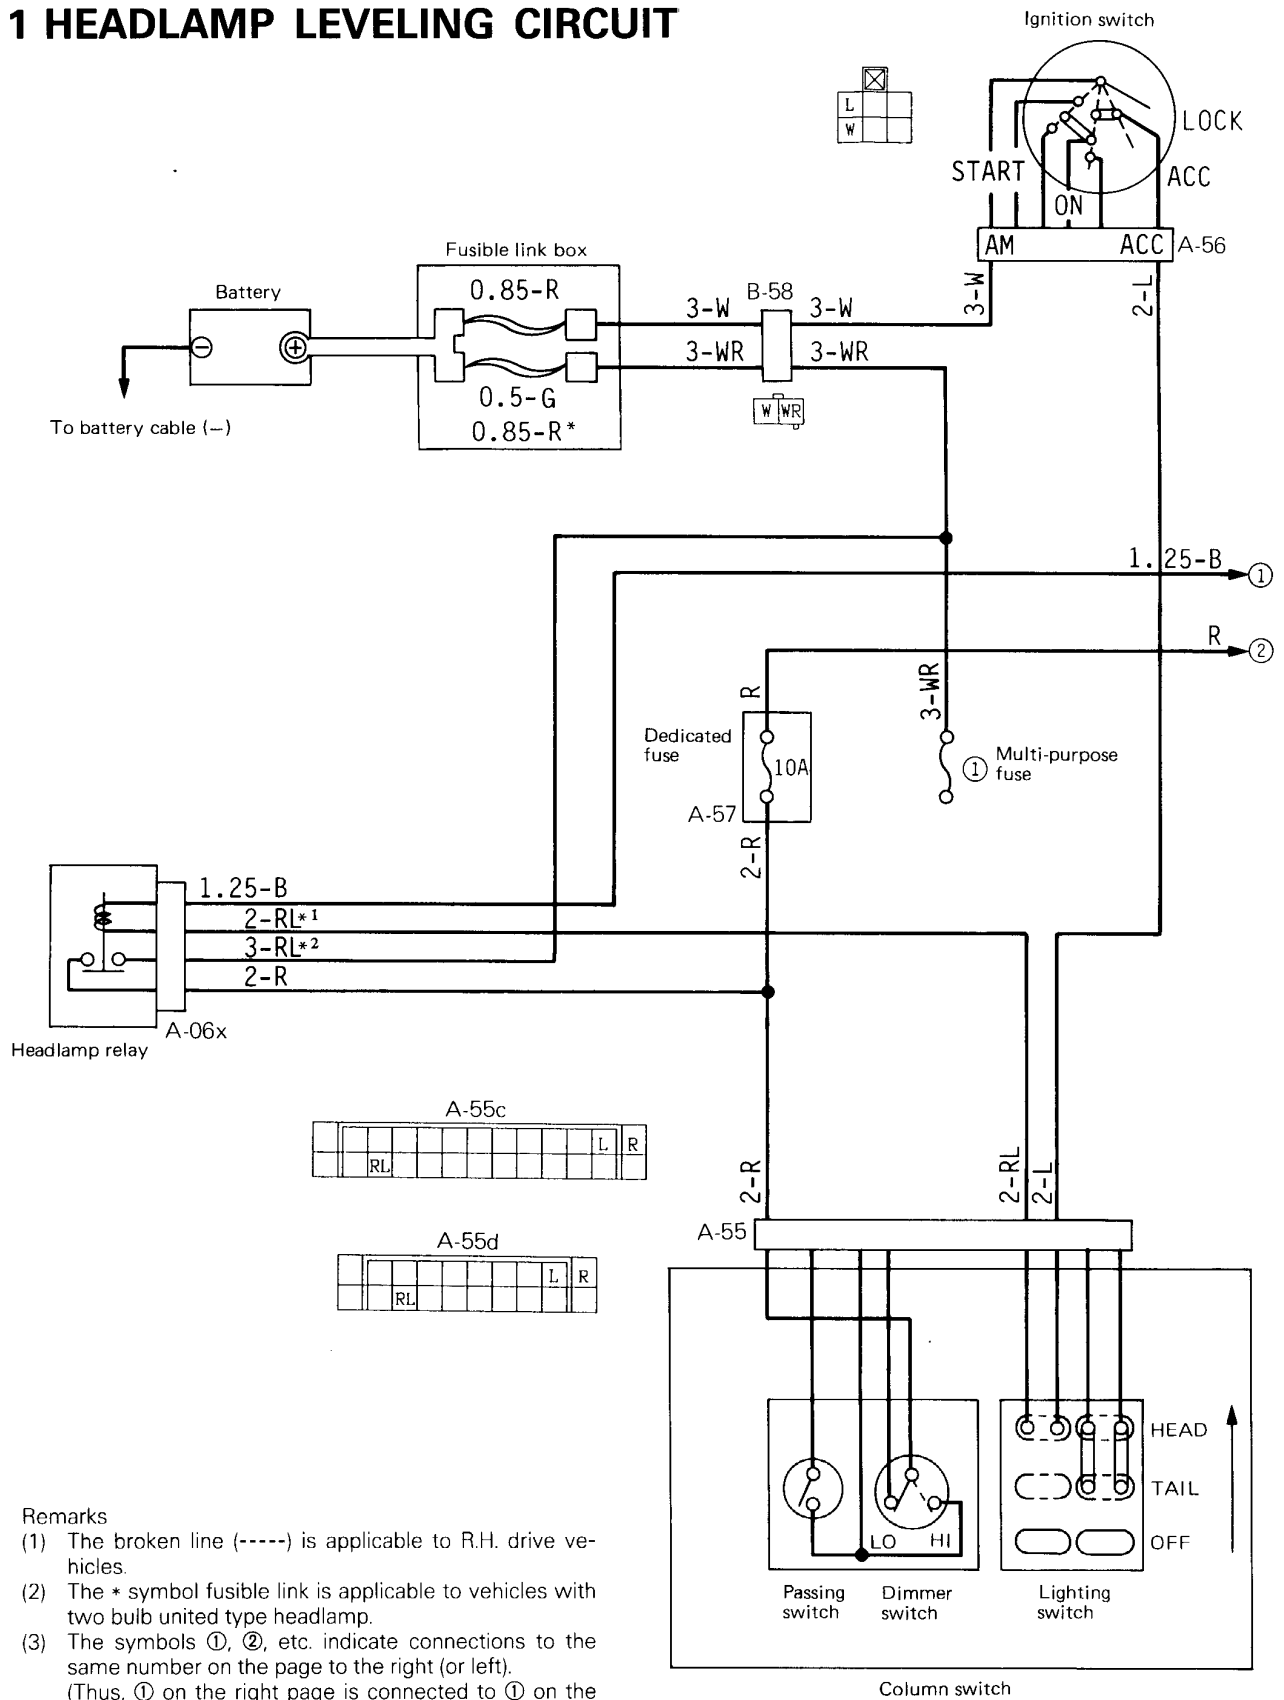 1 HEADLAMP LEVELING CIRCUIT
Ignition switch
L
W
LOCK
START
ACC
ON
AM
ACC
A-56
Fusible link box
Battery
0.85-R
B-58
3-W
3-W
3-W
2-L
3-WR
3-WR
0.5-G
0.85-R*
W WR
To battery cable (−)
1.25-B
①
R
②
3-WR
R
Dedicated
fuse
10A
① Multi-purpose
fuse
A-57
2-R
1.25-B
2-RL*1
3-RL*2
2-R
A-06x
Headlamp relay
A-55c
L R
RL
2-R
2-RL
2-L
A-55
A-55d
L R
RL
HEAD
TAIL
OFF
LO
HI
Passing
switch
Dimmer
switch
Lighting
switch
Column switch
Remarks
(1) The broken line (-----) is applicable to R.H. drive ve-
hicles.
(2) The * symbol fusible link is applicable to vehicles with
two bulb united type headlamp.
(3) The symbols ①, ②, etc. indicate connections to the
same number on the page to the right (or left).
(Thus, ① on the right page is connected to ① on the